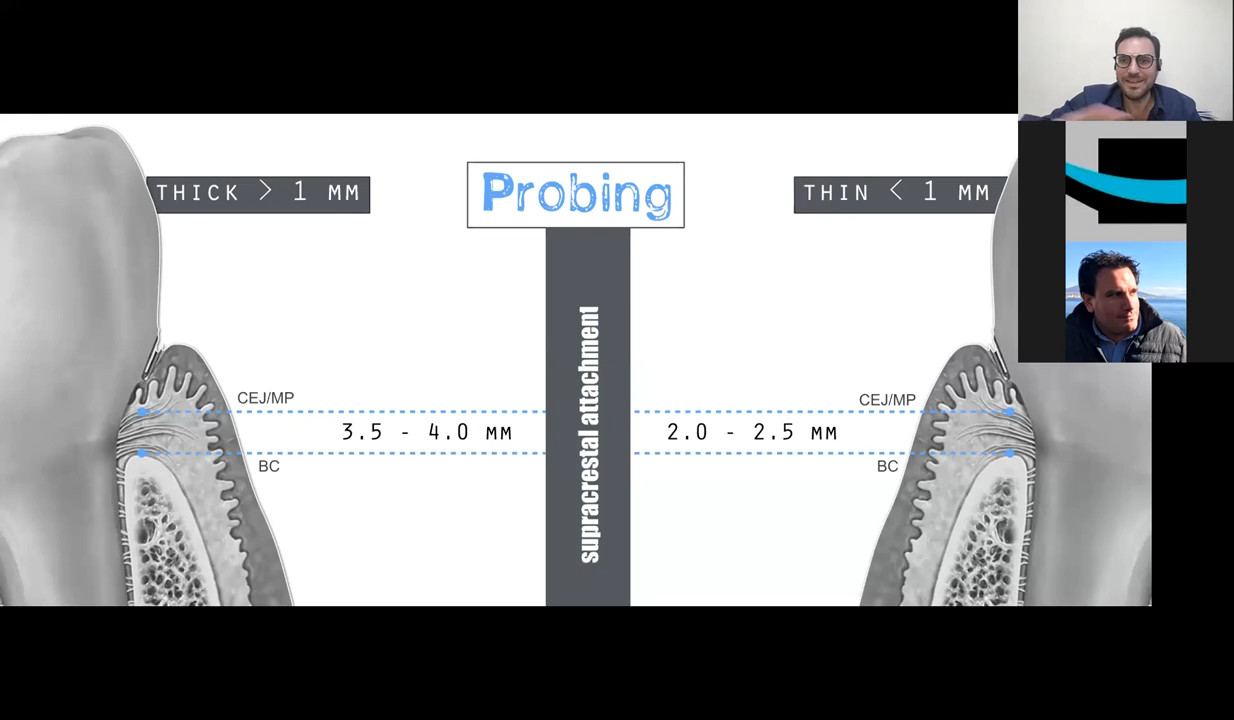 THICK > 1 MM
Probing
THIN < 1 MM
supracrestal attachment
CEJ/MP
CEJ/MP
3.5 - 4.0 MM
2.0 - 2.5 MM
BC
BC